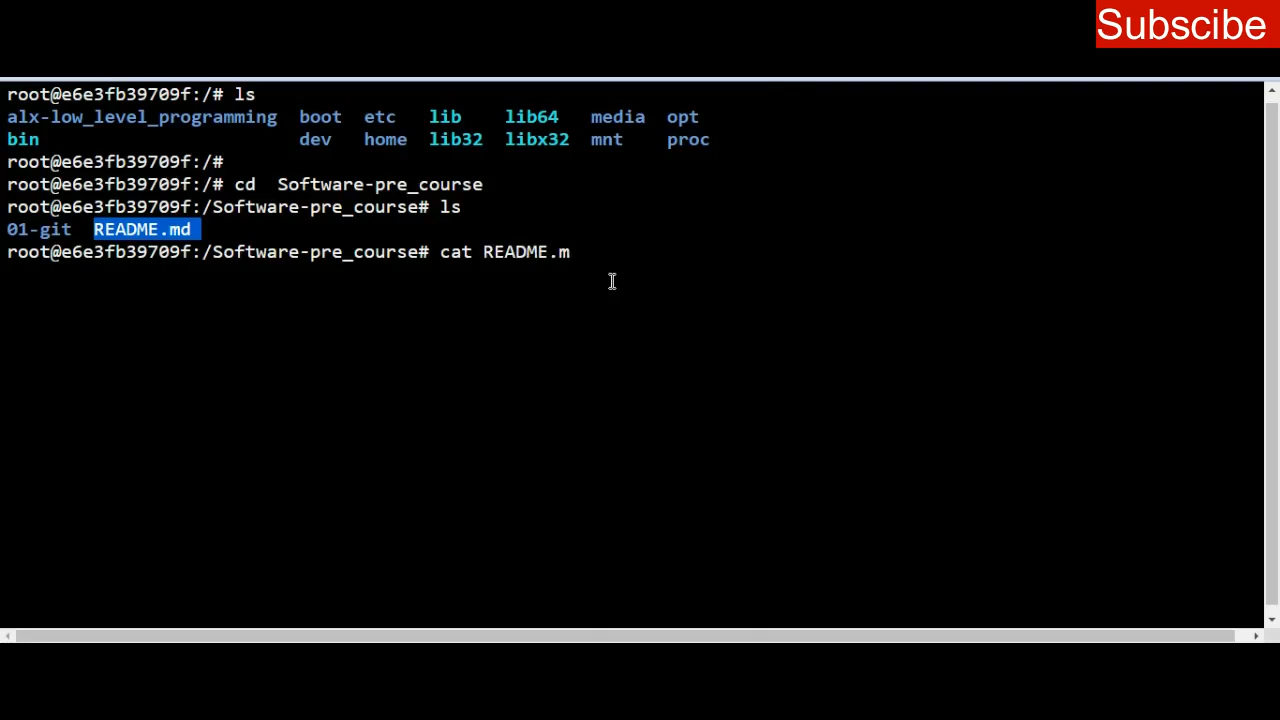 Subscibe
root@e6e3fb39709f:/# ls
alx-low_level_programming  boot  etc   lib    lib64   media  opt
bin                        dev   home  lib32  libx32  mnt    proc
root@e6e3fb39709f:/#
root@e6e3fb39709f:/# cd  Software-pre_course
root@e6e3fb39709f:/Software-pre_course# ls
01-git  README.md
root@e6e3fb39709f:/Software-pre_course# cat README.m